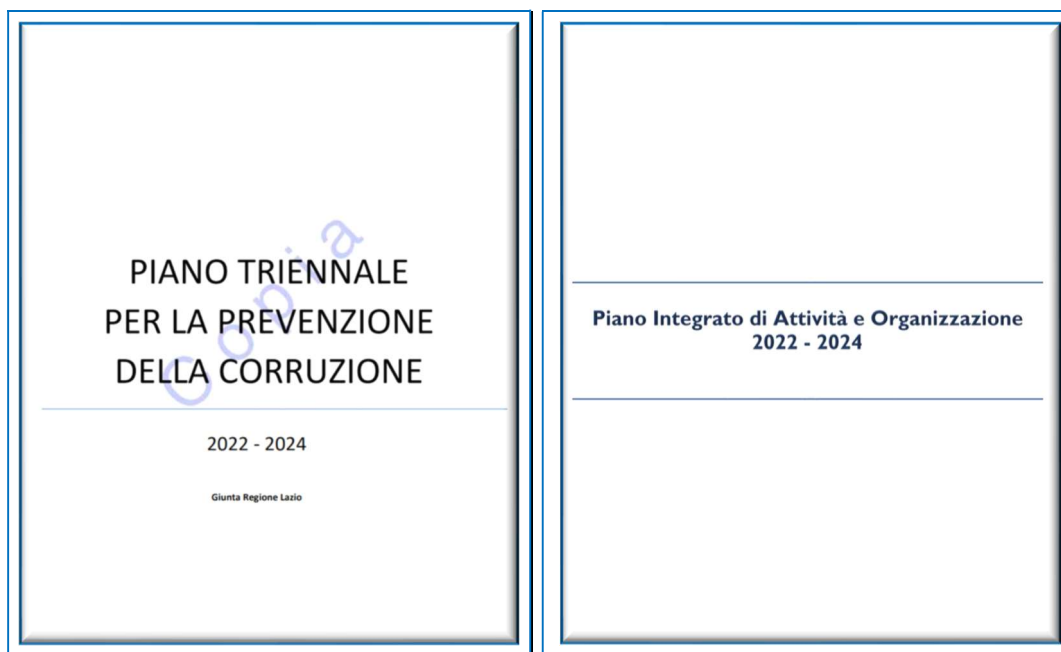 PIANO TRIENNALE
PER LA PREVENZIONE
DELLA CORRUZIONE
Copia
2022 - 2024
Giunta Regione Lazio
Piano Integrato di Attività e Organizzazione
2022 - 2024